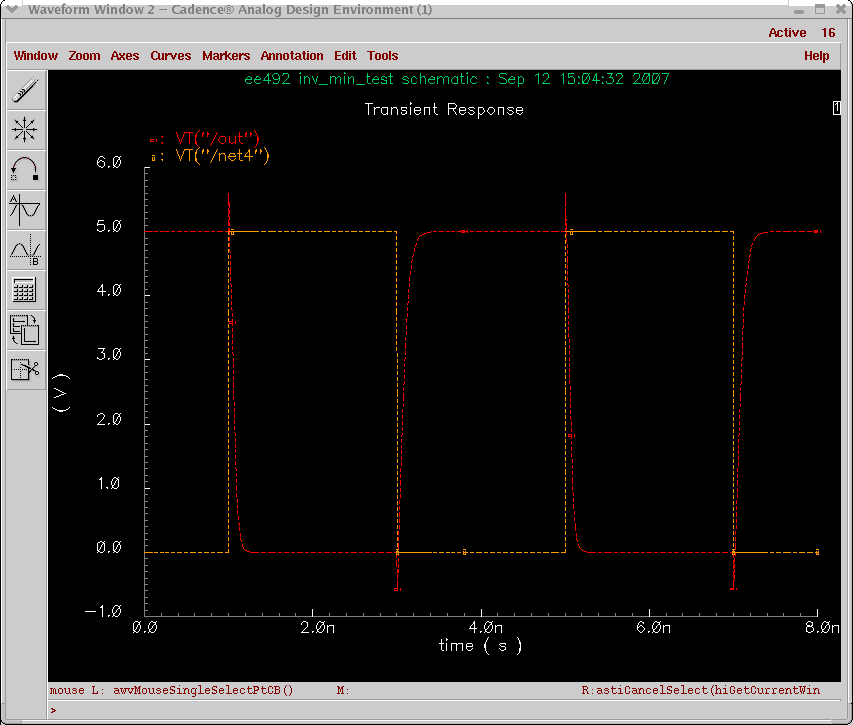 Waveform Window 2 -- Cadence® Analog Design Environment (1)
Active 16
Window Zoom Axes Curves Markers Annotation Edit Tools Help
ee492 inv_min_test schematic : Sep 12 15:04:32 2007
Transient Response
1
: VT("/out")
: VT("/net4")
6.0
5.0
4.0
3.0
2.0
1.0
0.0
-1.0
(V)
A
B
0.0 2.0n 4.0n 6.0n 8.0n
time ( s )
mouse L: awvMouseSingleSelectPtCB() M: R:astiCancelSelect(hiGetCurrentWin
>